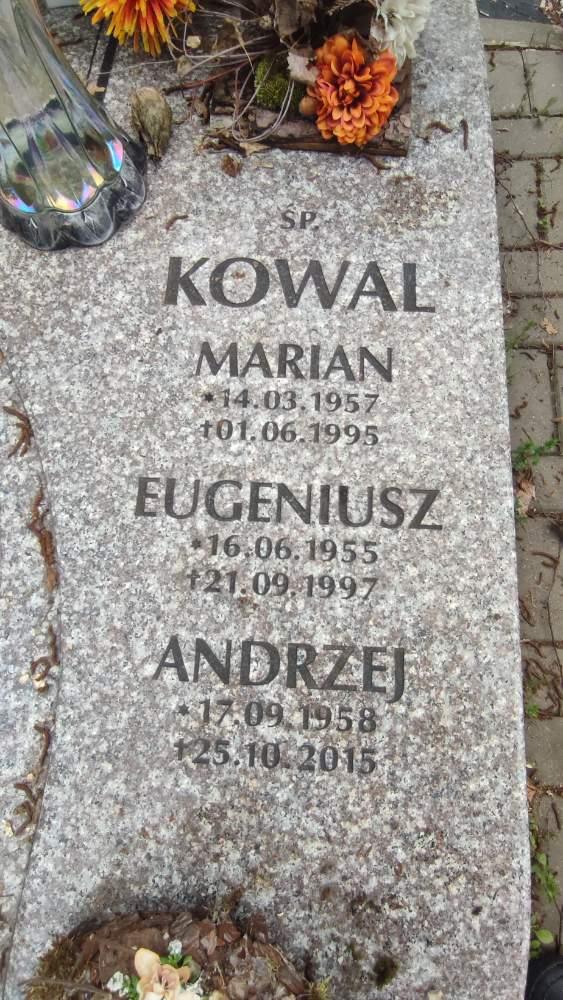 SP.
KOWAL
MARIAN
*14.03.1957
†01.06.1995
EUGENIUSZ
*16.06.1955
†21.09.1997
ANDRZEJ
*17.09.1958
†25.10.2015